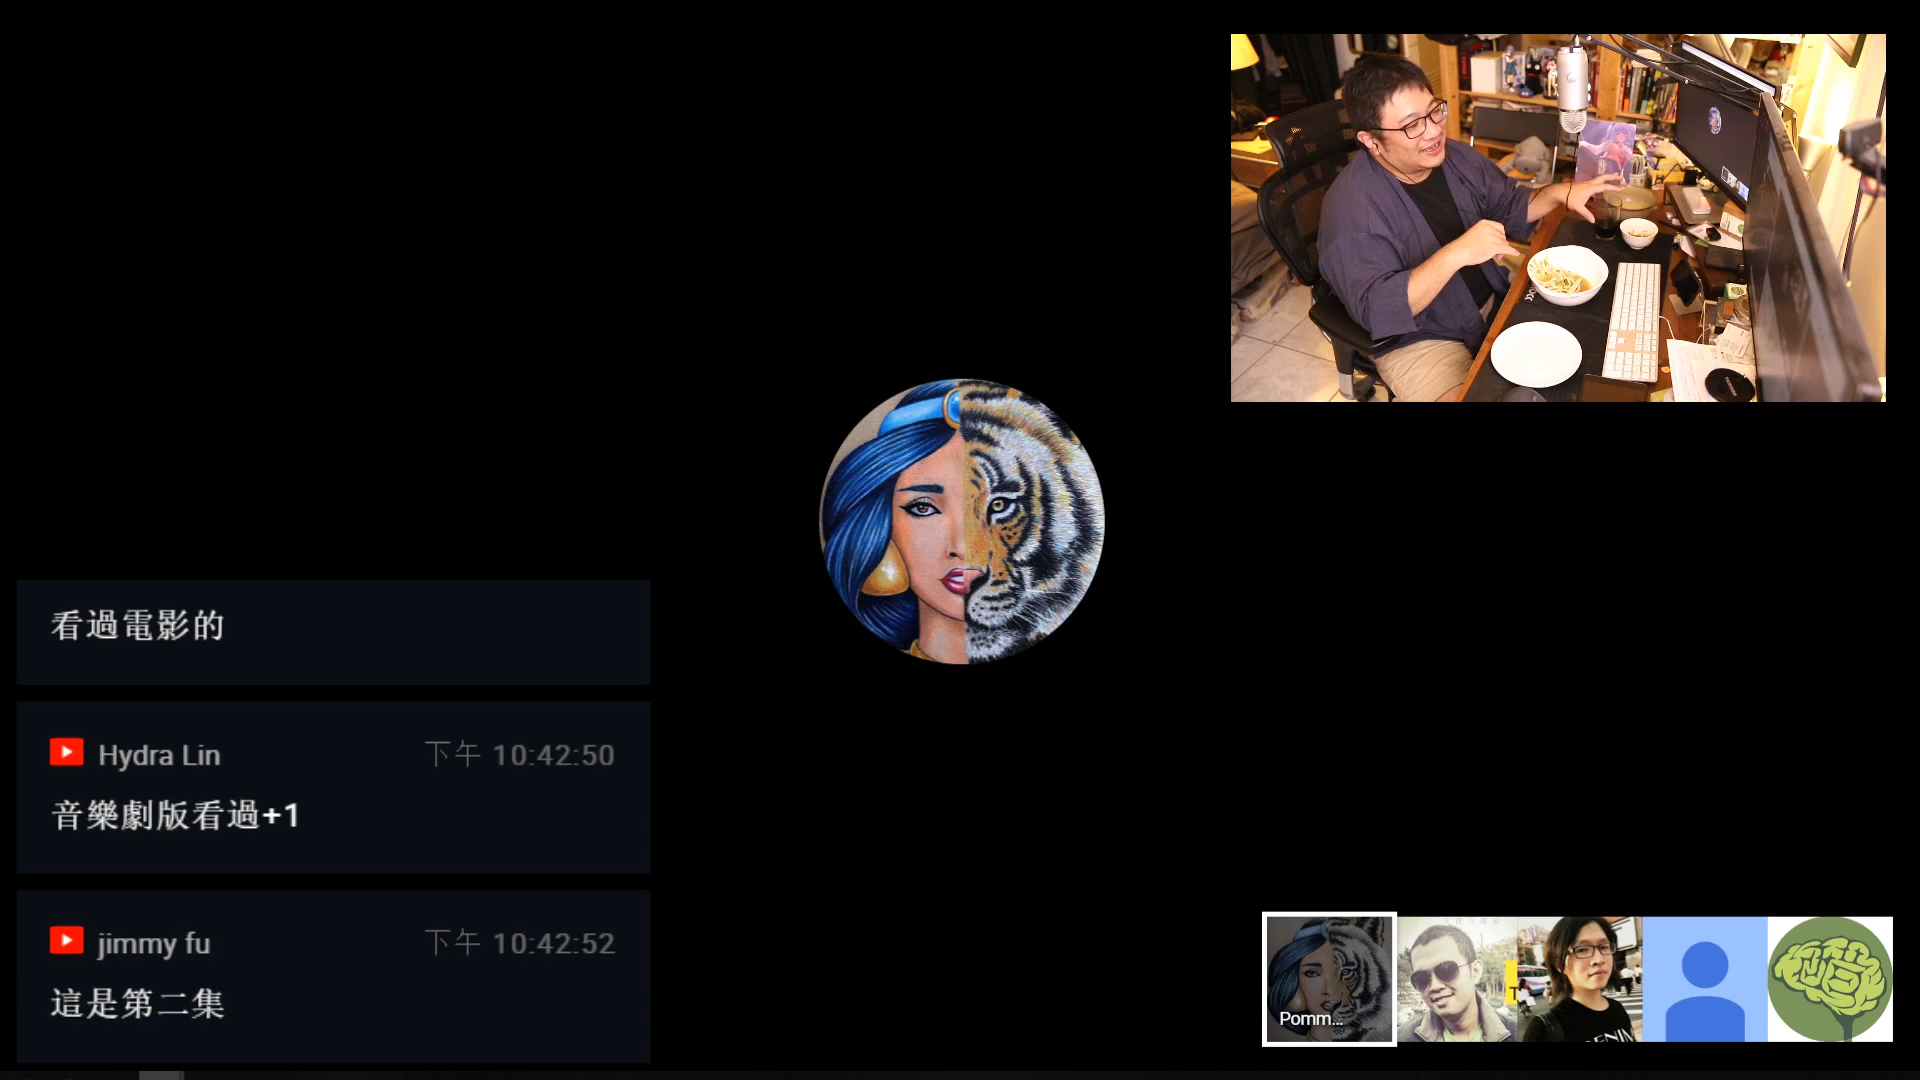 看過電影的
Hydra Lin 下午 10:42:50
音樂劇版看過+1
jimmy fu 下午 10:42:52
這是第二集
Pomm...